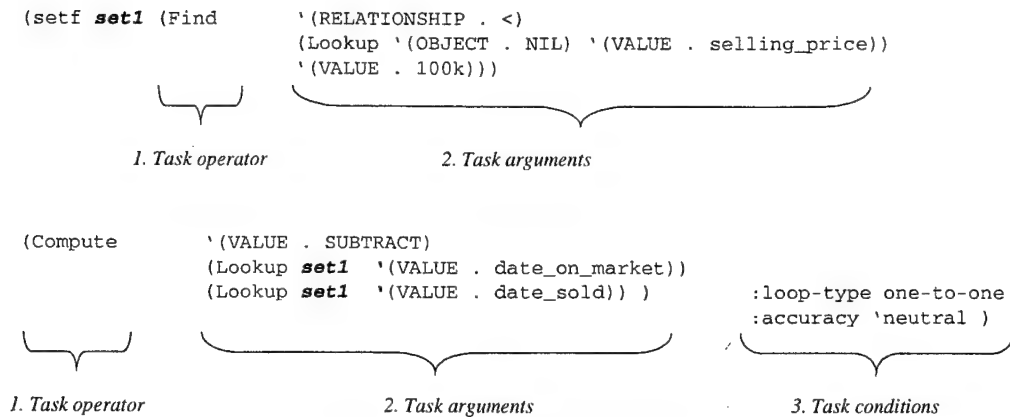 (setf set1 (Find '(RELATIONSHIP . <)
(Lookup '(OBJECT . NIL) '(VALUE . selling_price))
'(VALUE . 100k)))
1. Task operator 2. Task arguments
(Compute '(VALUE . SUBTRACT)
(Lookup set1 '(VALUE . date_on_market))
(Lookup set1 '(VALUE . date_sold)) ) :loop-type one-to-one
:accuracy 'neutral )
1. Task operator 2. Task arguments 3. Task conditions